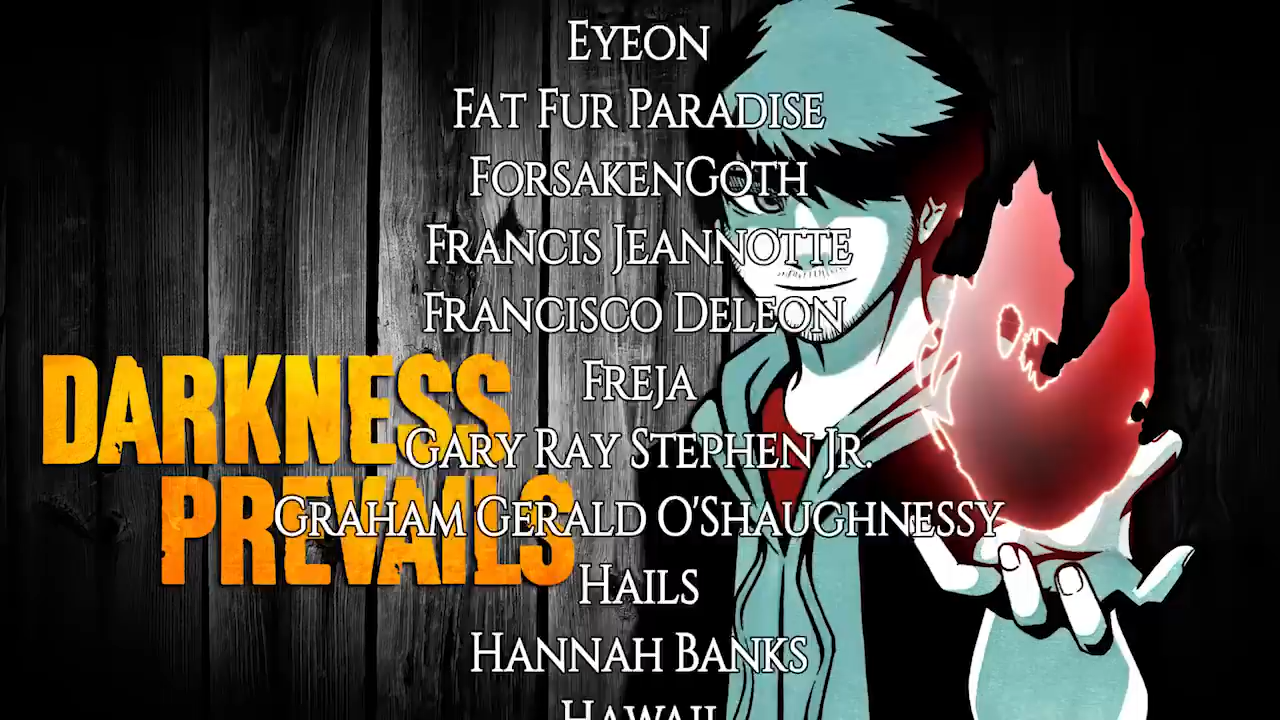 Eyeon
Fat Fur Paradise
ForsakenGoth
Francis Jeannotte
Francisco Deleon
Freja
DARKNESS
Gary Ray Stephen Jr.
PREVAILS
Graham Gerald O'Shaughnessy
Hails
Hannah Banks
Hawaii